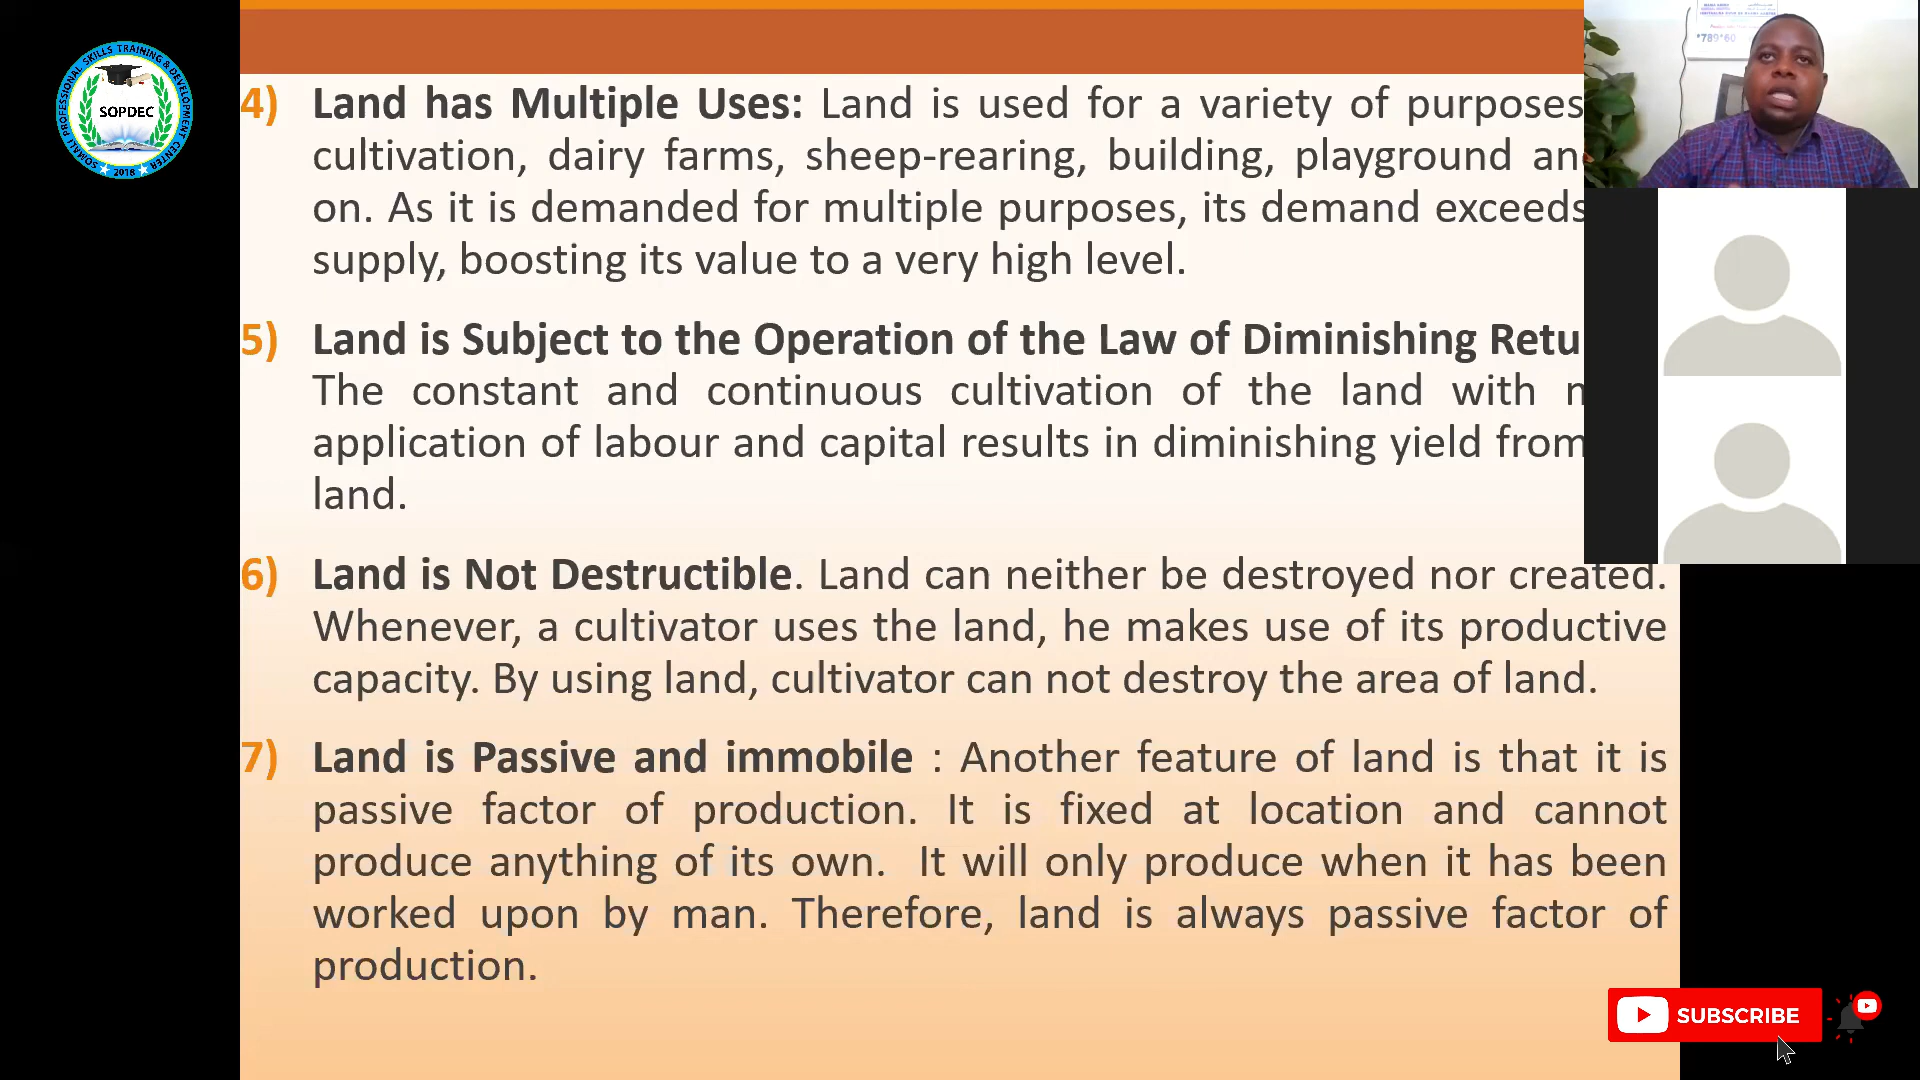 SOMALI PROFESSIONAL SKILLS TRAINING & DEVELOPMENT CENTER
SOPDEC
2018
4) Land has Multiple Uses: Land is used for a variety of purposes
cultivation, dairy farms, sheep-rearing, building, playground an
on. As it is demanded for multiple purposes, its demand exceeds
supply, boosting its value to a very high level.
5) Land is Subject to the Operation of the Law of Diminishing Retu
The constant and continuous cultivation of the land with
application of labour and capital results in diminishing yield from
land.
6) Land is Not Destructible. Land can neither be destroyed nor created.
Whenever, a cultivator uses the land, he makes use of its productive
capacity. By using land, cultivator can not destroy the area of land.
7) Land is Passive and immobile : Another feature of land is that it is
passive factor of production. It is fixed at location and cannot
produce anything of its own. It will only produce when it has been
worked upon by man. Therefore, land is always passive factor of
production.
*789*60
SUBSCRIBE